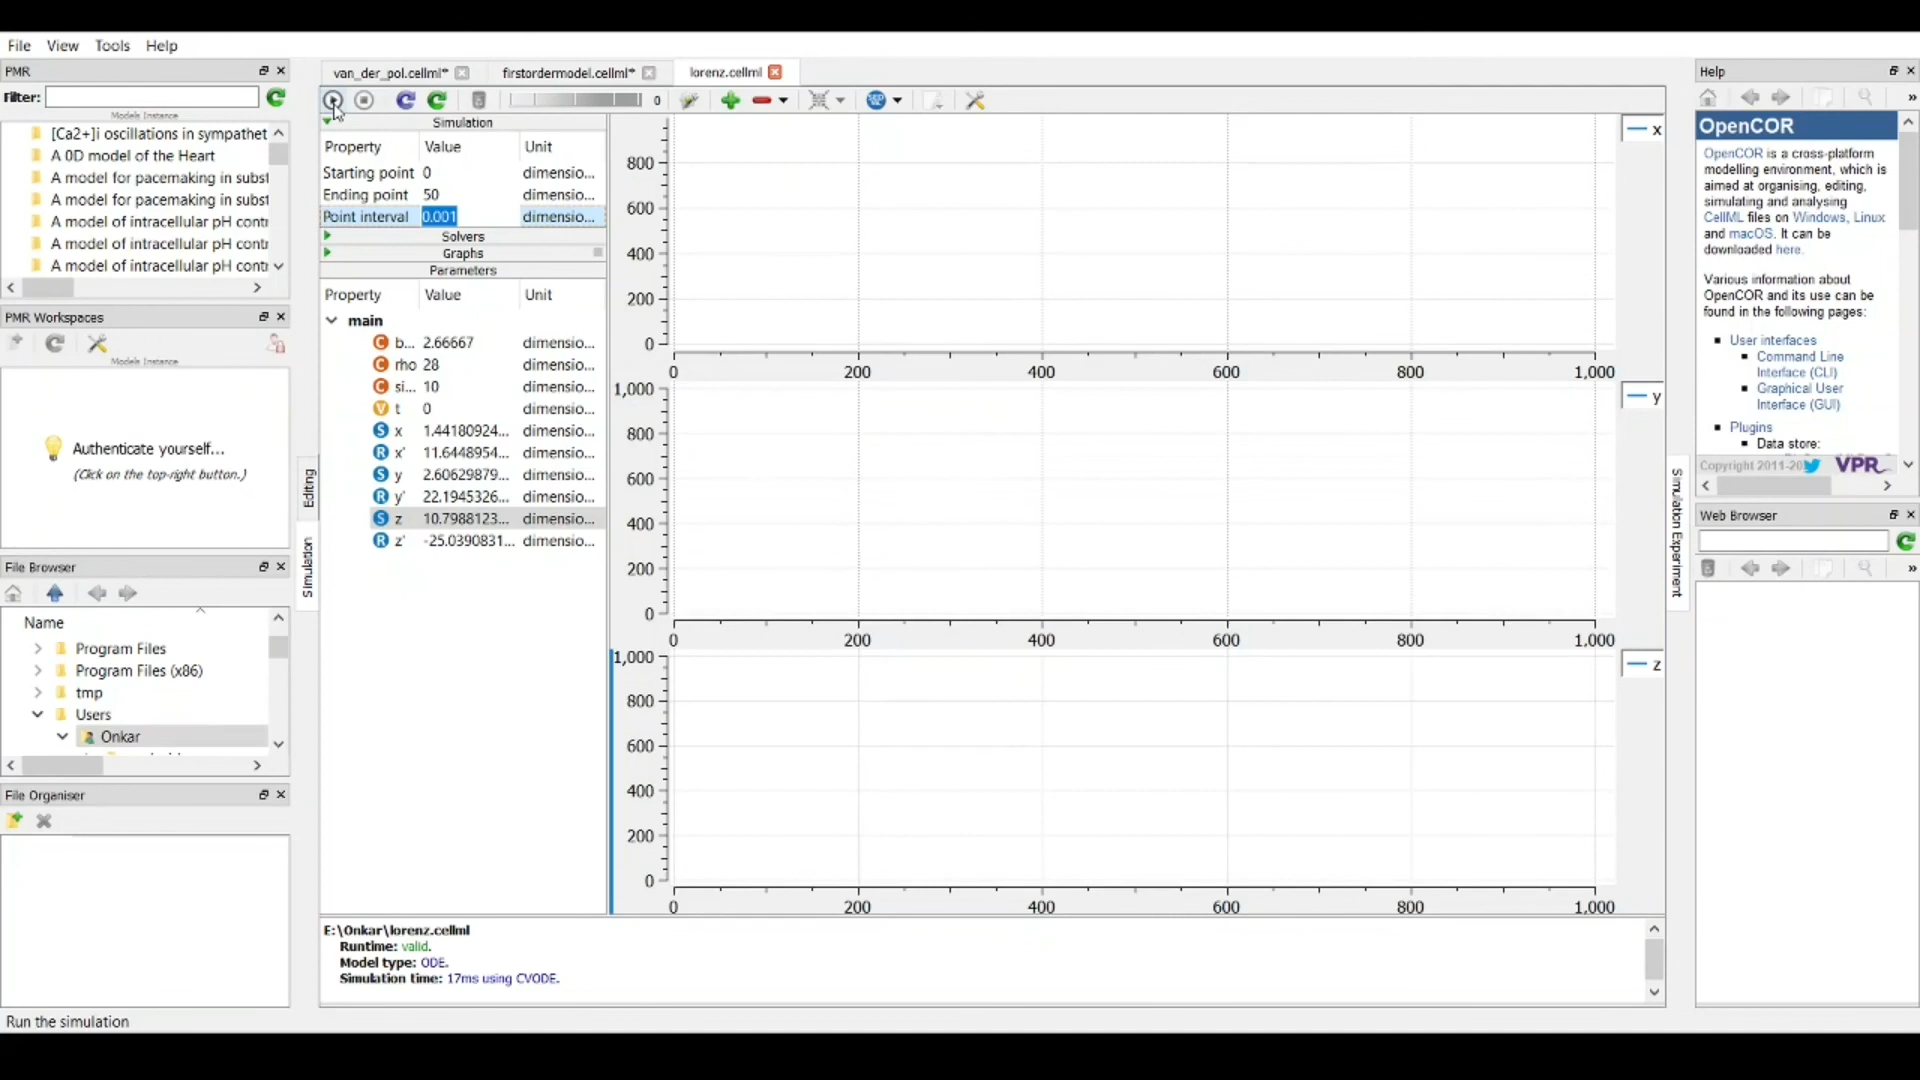 File View Tools Help
PMR
Filter:
Models Instance
[Ca2+]i oscillations in sympathet
A 0D model of the Heart
A model for pacemaking in subst
A model for pacemaking in subst
A model of intracellular pH contr
A model of intracellular pH contr
A model of intracellular pH contr
PMR Workspaces
Models Instance
Authenticate yourself...
(Click on the top-right button.)
File Browser
Name
Program Files
Program Files (x86)
tmp
Users
Onkar
File Organiser
Run the simulation
Editing
Simulation
van_der_pol.cellml* firstordermodel.cellml* lorenz.cellml
0
Simulation
Property Value Unit
Starting point 0 dimensio...
Ending point 50 dimensio...
Point interval 0.001 dimensio...
Solvers
Graphs
Parameters
Property Value Unit
main
b... 2.66667 dimensio...
rho 28 dimensio...
si... 10 dimensio...
t 0 dimensio...
x 1.44180924... dimensio...
x' 11.6448954... dimensio...
y 2.60629879... dimensio...
y' 22.1945326... dimensio...
z 10.7988123... dimensio...
z' -25.0390831... dimensio...
x
800
600
400
200
0
0 200 400 600 800 1,000
y
1,000
800
600
400
200
0
0 200 400 600 800 1,000
z
1,000
800
600
400
200
0
0 200 400 600 800 1,000
E:\Onkar\lorenz.cellml
Runtime: valid.
Model type: ODE.
Simulation time: 17ms using CVODE.
Simulation Experiment
Help
OpenCOR
OpenCOR is a cross-platform
modelling environment, which is
aimed at organising, editing,
simulating and analysing
CellML files on Windows, Linux
and macOS. It can be
downloaded here.
Various information about
OpenCOR and its use can be
found in the following pages:
User interfaces
Command Line
Interface (CLI)
Graphical User
Interface (GUI)
Plugins
Data store:
Copyright 2011-20 VPR
Web Browser